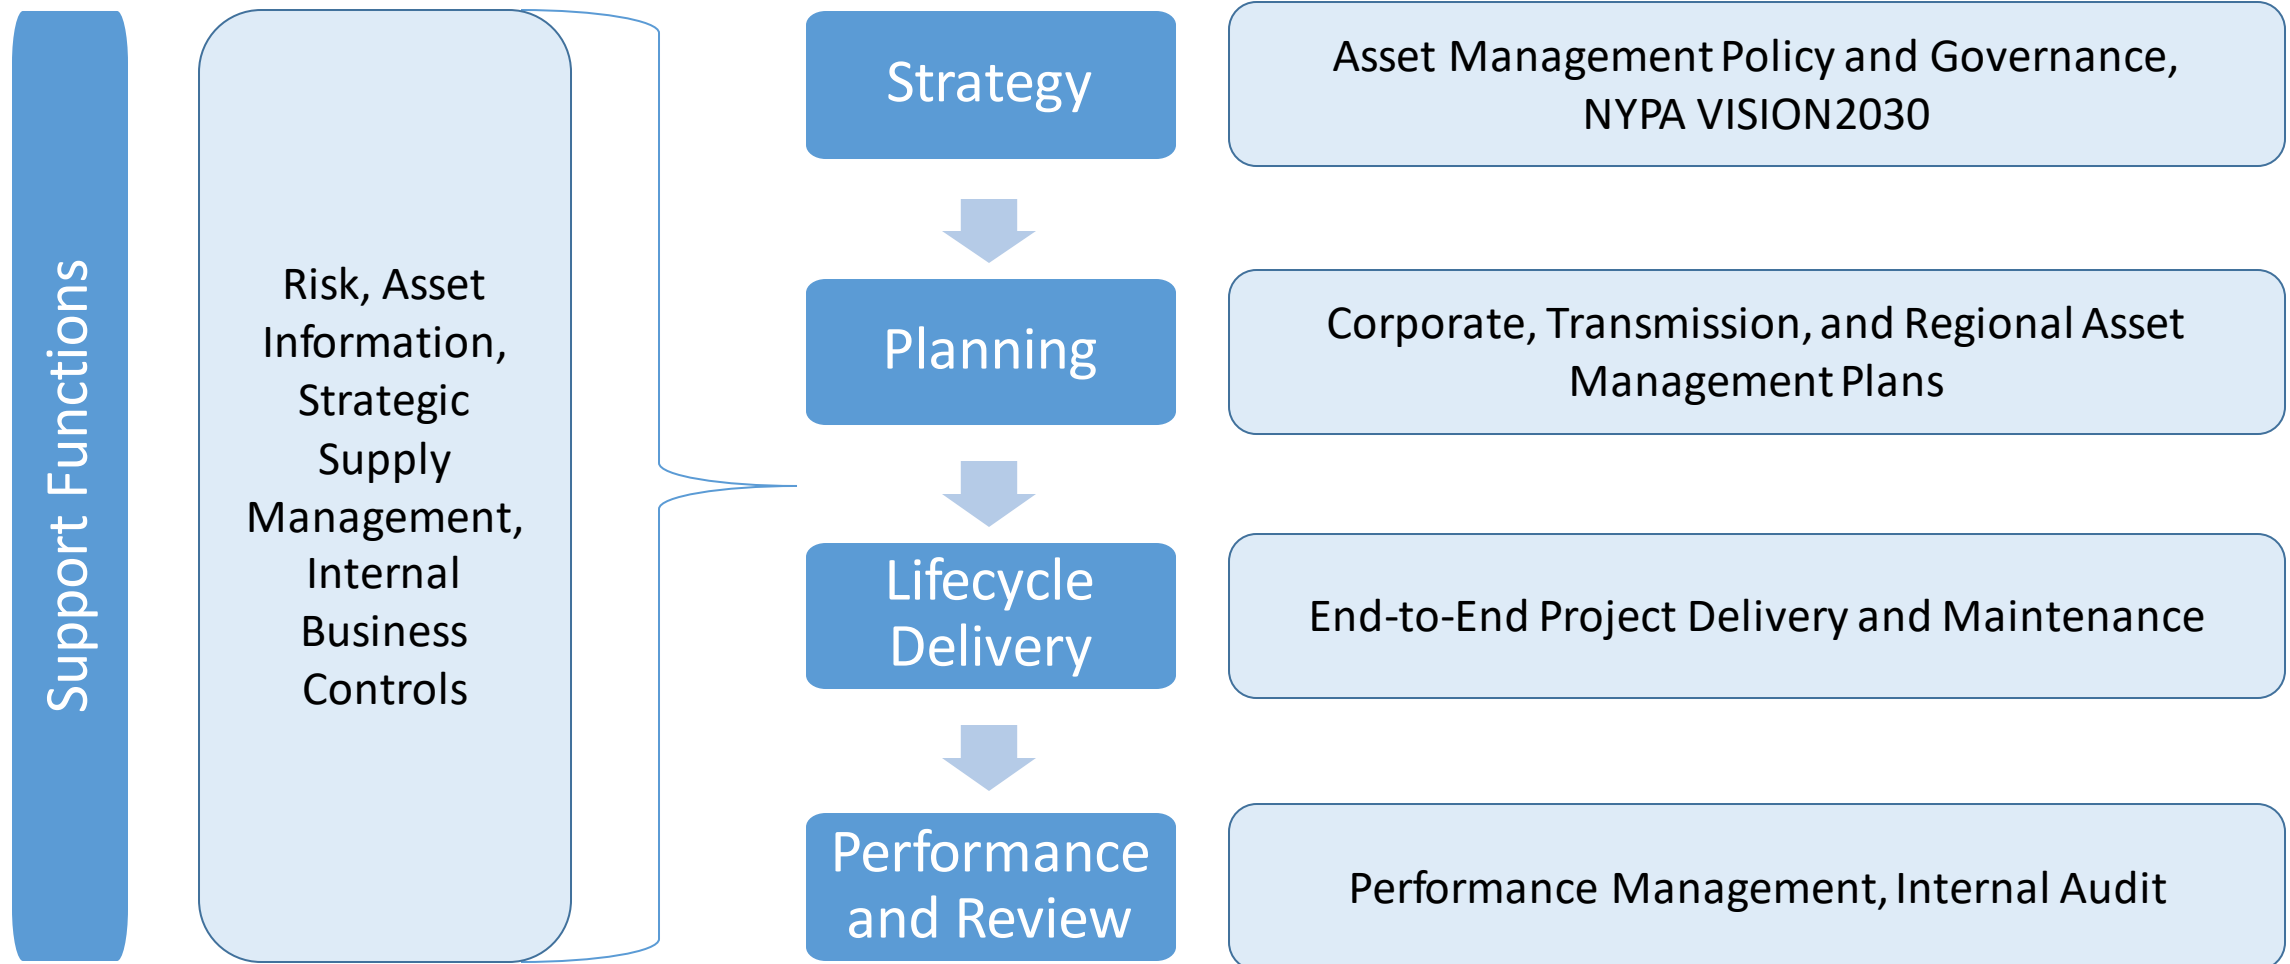 Support Functions
Risk, Asset
Information,
Strategic
Supply
Management,
Internal
Business
Controls
Strategy
Asset Management Policy and Governance,
NYPA VISION2030
Planning
Corporate, Transmission, and Regional Asset
Management Plans
Lifecycle
Delivery
End-to-End Project Delivery and Maintenance
Performance
and Review
Performance Management, Internal Audit